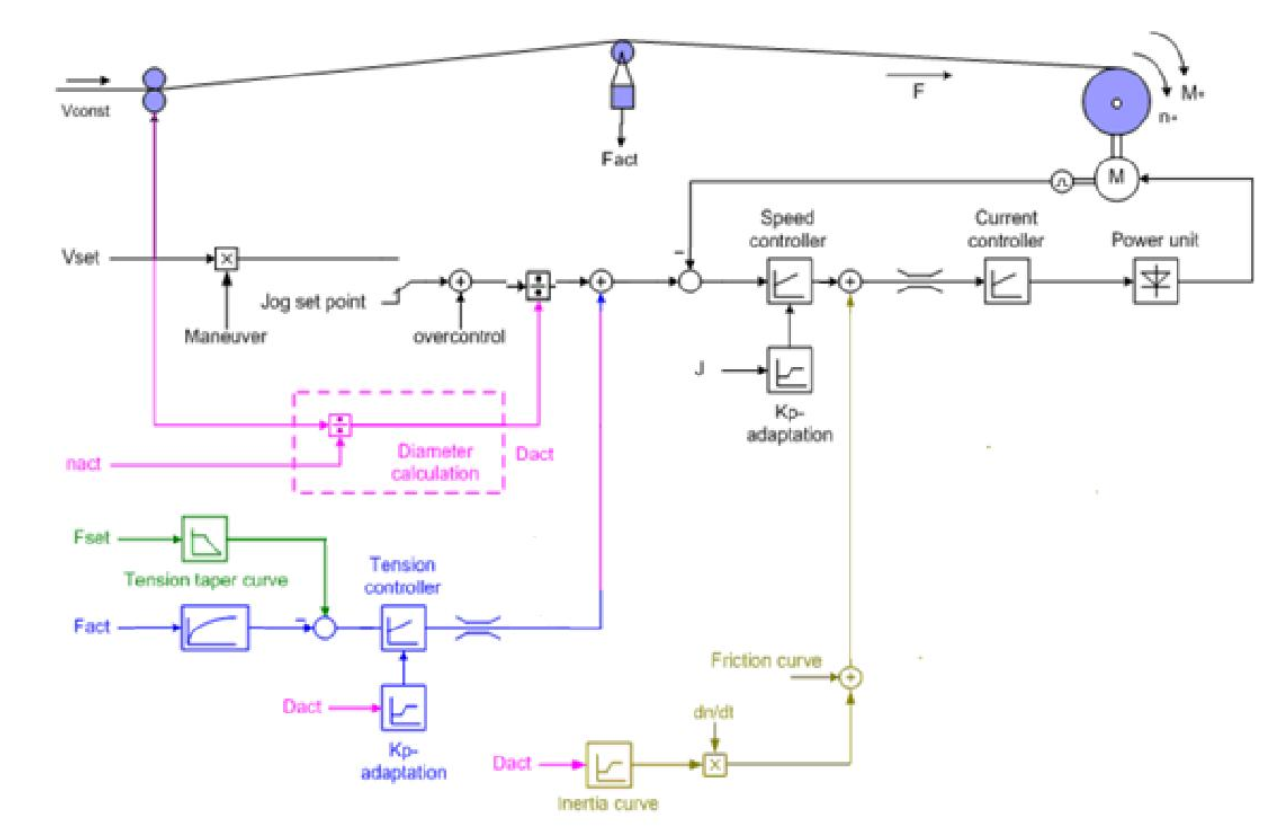 Vconst
F
M+
n+
Fact
M
Vset
Speed
controller
Current
controller
Power unit
Jog set point
Maneuver
overcontrol
J
Kp-
adaptation
Diameter
calculation
Dact
nact
Fset
Tension taper curve
Tension
controller
Fact
Dact
Kp-
adaptation
Friction curve
dn/dt
Dact
Inertia curve